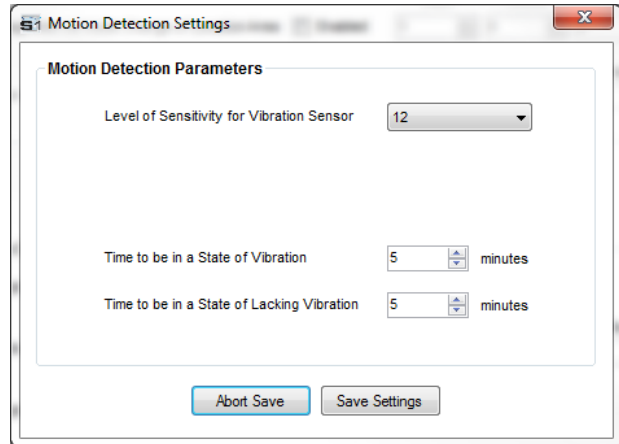 S1 Motion Detection Settings
Motion Detection Parameters
Level of Sensitivity for Vibration Sensor 12
Time to be in a State of Vibration 5 minutes
Time to be in a State of Lacking Vibration 5 minutes
Abort Save Save Settings